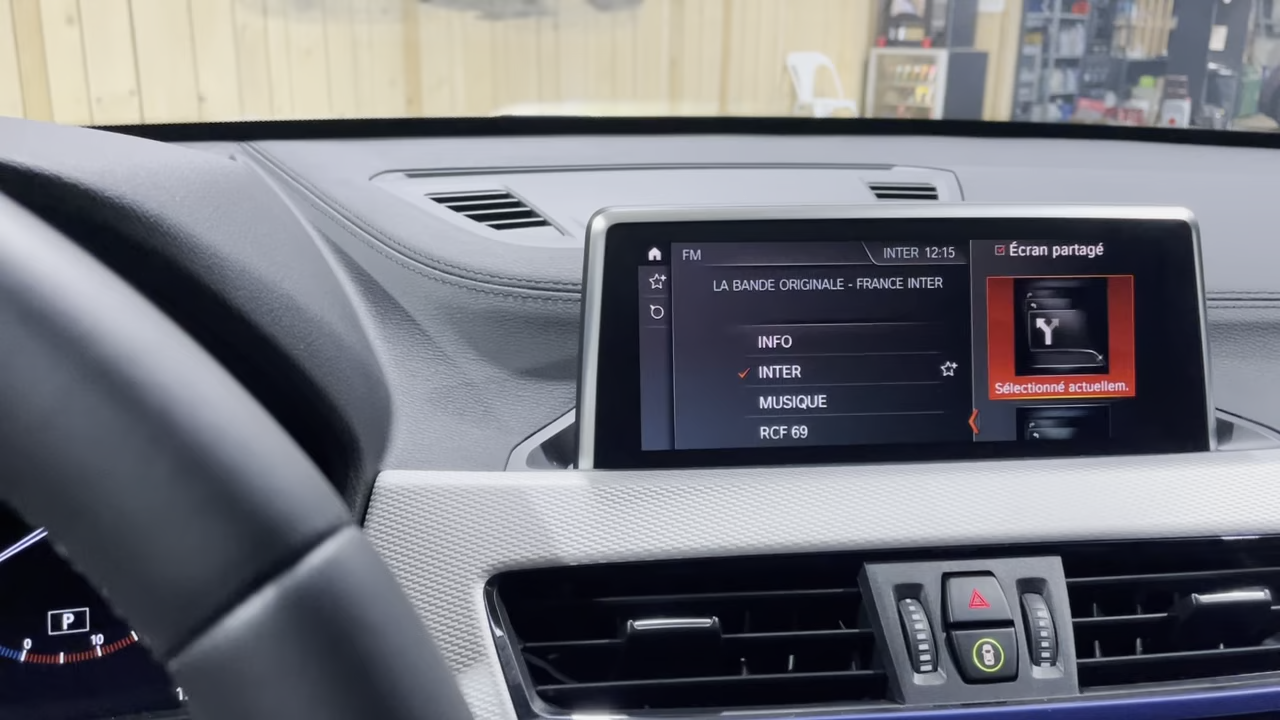 FM
INTER 12:15
LA BANDE ORIGINALE - FRANCE INTER
INFO
INTER
MUSIQUE
RCF 69
Écran partagé
Sélectionné actuellem.
P
0
10